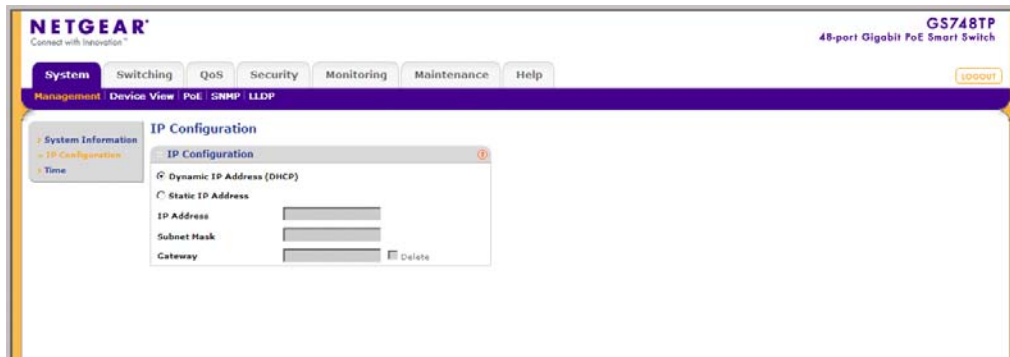 NETGEAR
Connect with Innovation™
GS748TP
48-port Gigabit PoE Smart Switch
System Switching QoS Security Monitoring Maintenance Help
LOGOUT
Management Device View PoE SNMP LLDP
System Information
IP Configuration
Time
IP Configuration
IP Configuration
Dynamic IP Address (DHCP)
Static IP Address
IP Address
Subnet Mask
Gateway Delete